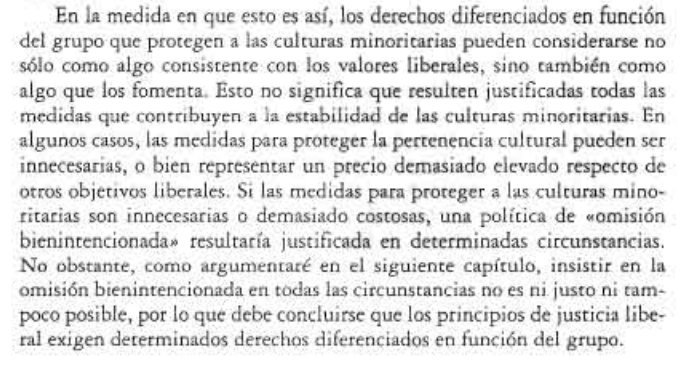 En la medida en que esto es así, los derechos diferenciados en función
del grupo que protegen a las culturas minoritarias pueden considerarse no
sólo como algo consistente con los valores liberales, sino también como
algo que los fomenta. Esto no significa que resulten justificadas todas las
medidas que contribuyen a la estabilidad de las culturas minoritarias. En
algunos casos, las medidas para proteger la pertenencia cultural pueden ser
innecesarias, o bien representar un precio demasiado elevado respecto de
otros objetivos liberales. Si las medidas para proteger a las culturas mino-
ritarias son innecesarias o demasiado costosas, una política de «omisión
bienintencionada» resultaría justificada en determinadas circunstancias.
No obstante, como argumentaré en el siguiente capítulo, insistir en la
omisión bienintencionada en todas las circunstancias no es ni justo ni tam-
poco posible, por lo que debe concluirse que los principios de justicia libe-
ral exigen determinados derechos diferenciados en función del grupo.